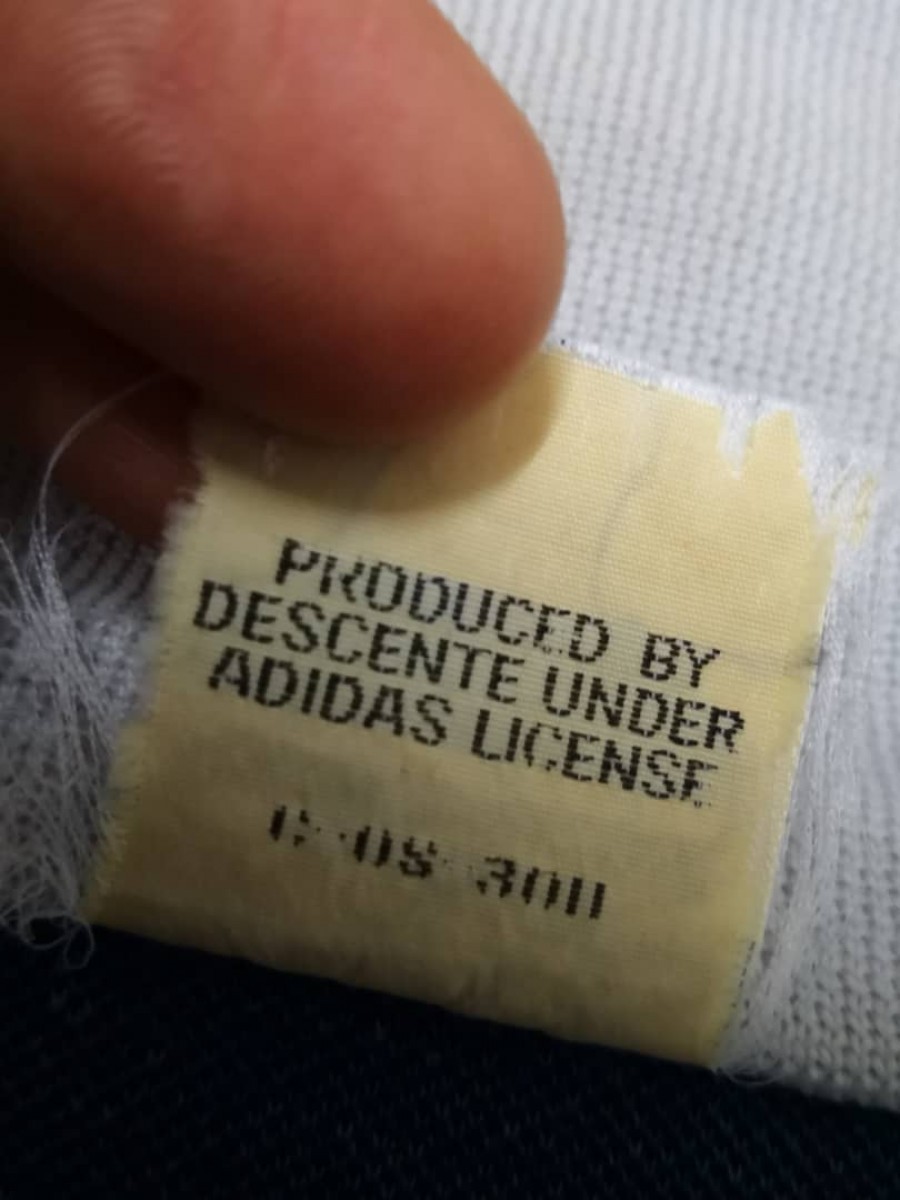 PRODUCED BY
DESCENTE UNDER
ADIDAS LICENSE